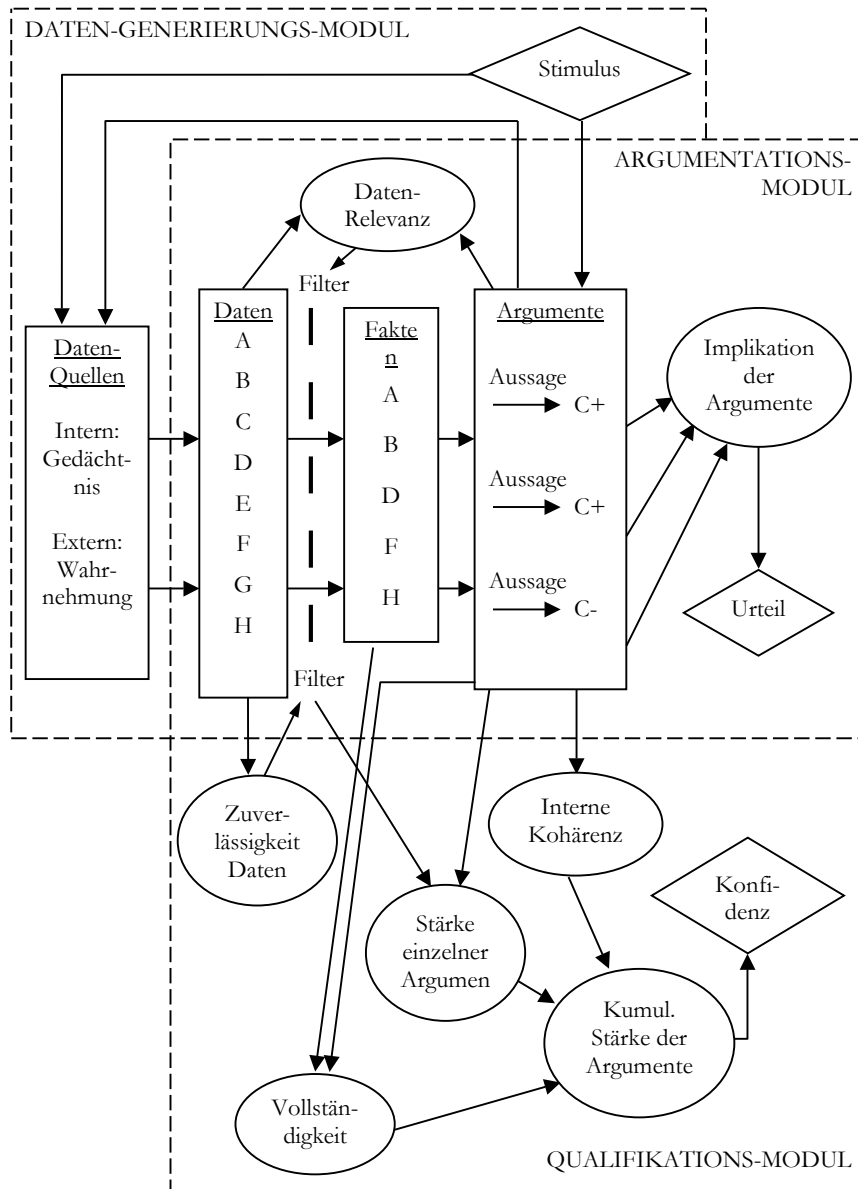 DATEN-GENERIERUNGS-MODUL
Stimulus
ARGUMENTATIONS-
MODUL
Daten-
Relevanz
Filter
Daten-
Quellen
Intern:
Gedächt-
nis
Extern:
Wahr-
nehmung
Daten
A
B
C
D
E
F
G
H
Fakte
n
A
B
D
F
H
Argumente
Aussage
C+
Aussage
C+
Aussage
C-
Implikation
der
Argumente
Urteil
Filter
Zuver-
lässigkeit
Daten
Interne
Kohärenz
Stärke
einzelner
Argumen
Konfi-
denz
Kumul.
Stärke der
Argumente
Vollstän-
digkeit
QUALIFIKATIONS-MODUL